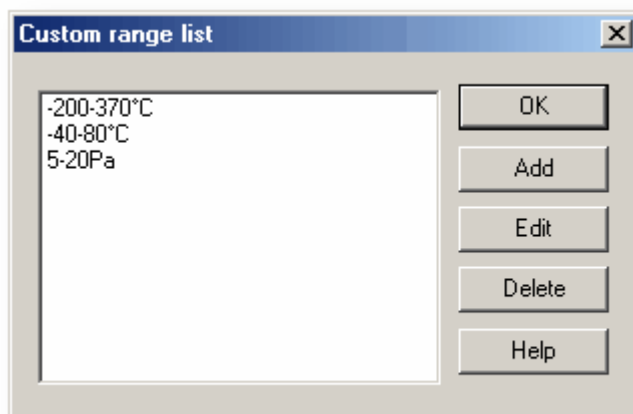 Custom range list
-200-370°C
-40-80°C
5-20Pa
OK
Add
Edit
Delete
Help